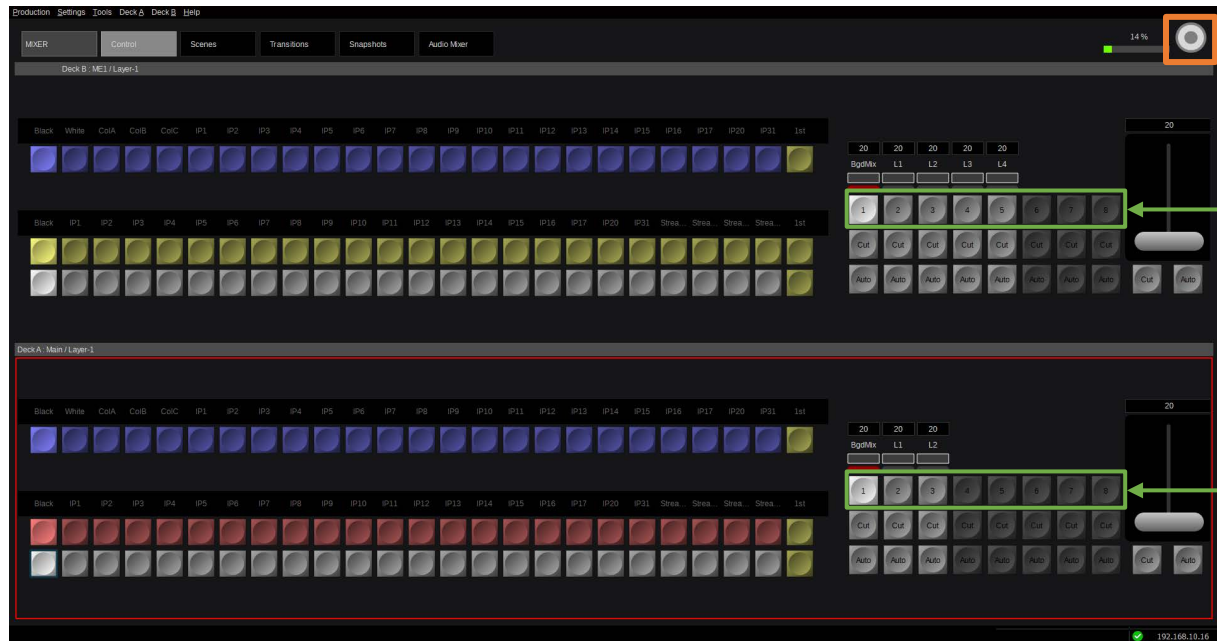 Production Settings Tools Deck A Deck B Help
MIXER Control Scenes Transitions Snapshots Audio Mixer 14 %
Deck B : ME1 / Layer-1
Black White ColA ColB ColC IP1 IP2 IP3 IP4 IP5 IP6 IP7 IP8 IP9 IP10 IP11 IP12 IP13 IP14 IP15 IP16 IP17 IP20 IP31 1st
20
20 20 20 20 20
BgdMix L1 L2 L3 L4
1 2 3 4 5 6 7 8
Black IP1 IP2 IP3 IP4 IP5 IP6 IP7 IP8 IP9 IP10 IP11 IP12 IP13 IP14 IP15 IP16 IP17 IP20 IP31 Strea... Strea... Strea... Strea... 1st
Cut Cut Cut Cut Cut Cut Cut Cut
Auto Auto Auto Auto Auto Auto Auto Auto Cut Auto
Deck A : Main / Layer-1
Black White ColA ColB ColC IP1 IP2 IP3 IP4 IP5 IP6 IP7 IP8 IP9 IP10 IP11 IP12 IP13 IP14 IP15 IP16 IP17 IP20 IP31 1st
20
20 20 20
BgdMix L1 L2
1 2 3 4 5 6 7 8
Black IP1 IP2 IP3 IP4 IP5 IP6 IP7 IP8 IP9 IP10 IP11 IP12 IP13 IP14 IP15 IP16 IP17 IP20 IP31 Strea... Strea... Strea... Strea... 1st
Cut Cut Cut Cut Cut Cut Cut Cut
Auto Auto Auto Auto Auto Auto Auto Auto Cut Auto
192.168.10.16